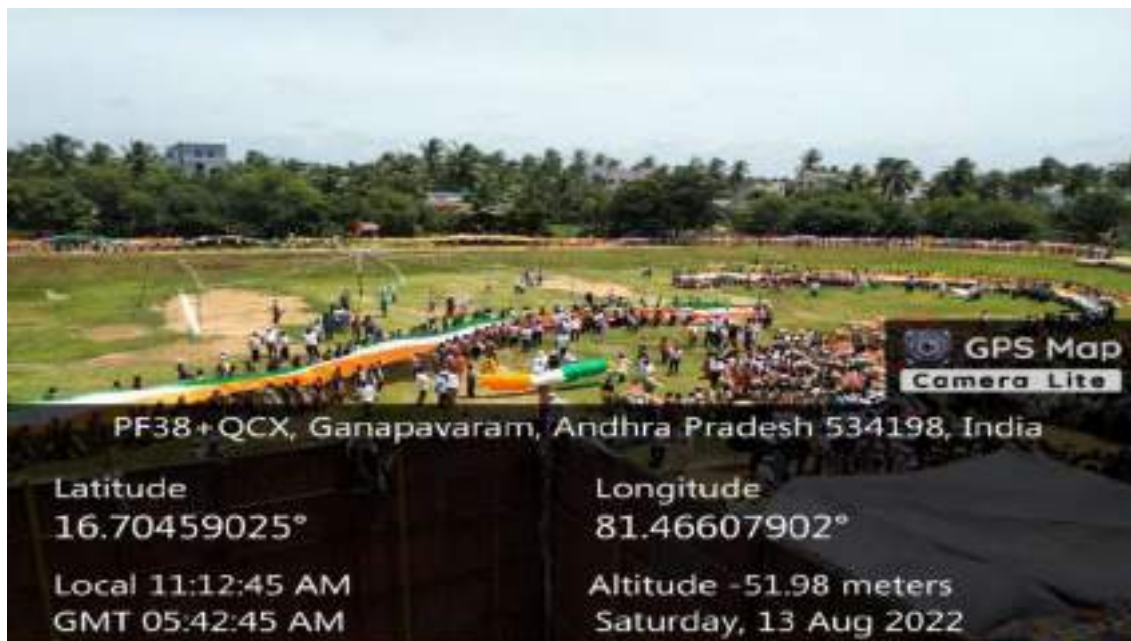 GPS Map
Camera Lite
PF38+QCX, Ganapavaram, Andhra Pradesh 534198, India
Latitude
16.70459025°
Longitude
81.46607902°
Local 11:12:45 AM
GMT 05:42:45 AM
Altitude -51.98 meters
Saturday, 13 Aug 2022